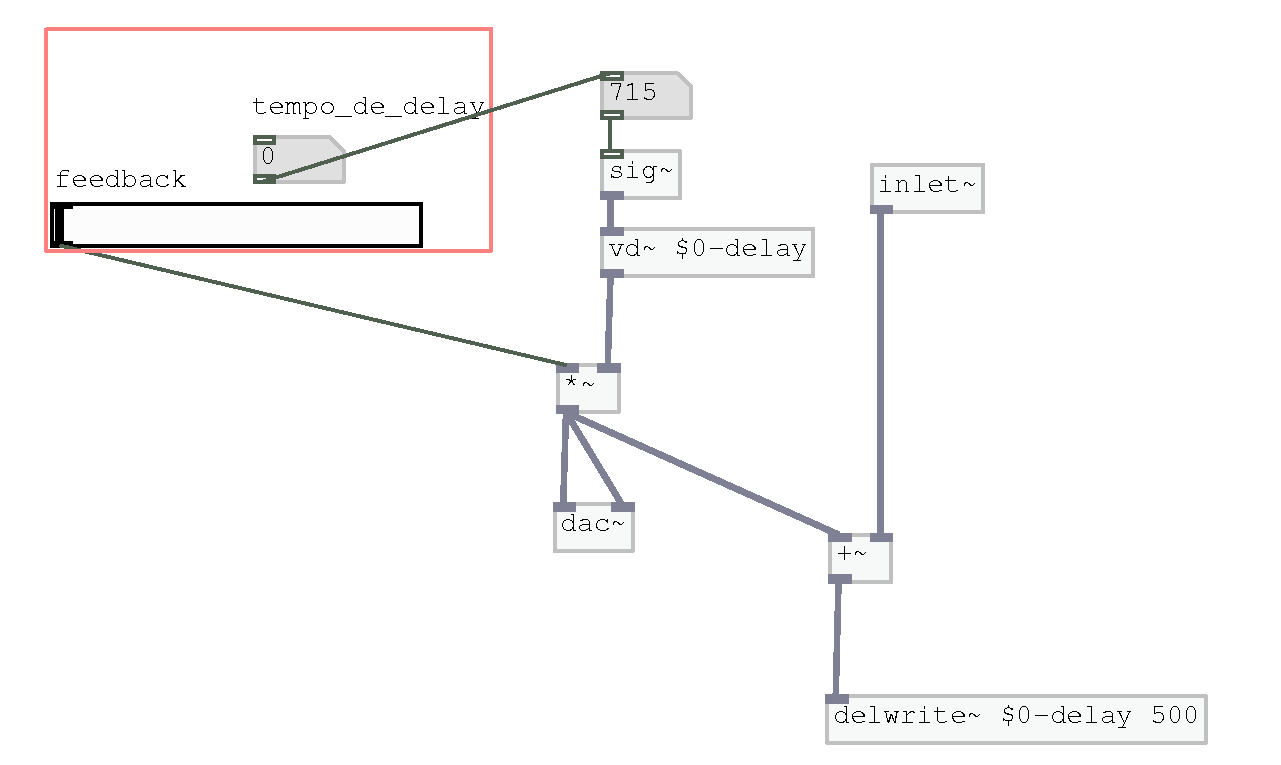 tempo_de_delay
0
feedback
715
sig~
vd~ $0-delay
inlet~
*~
dac~
+~
delwrite~ $0-delay 500